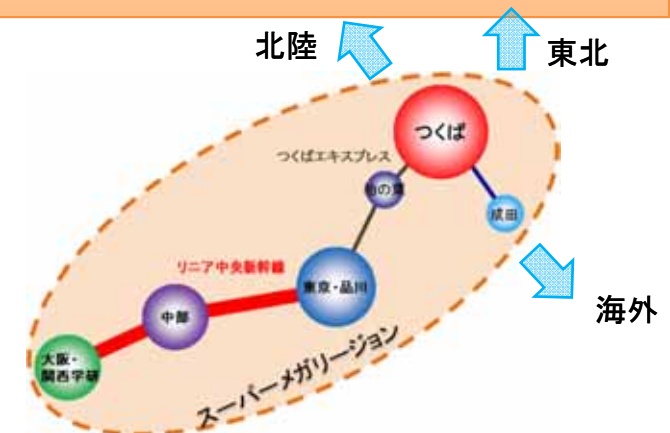 北陸
東北
つくば
つくばエキスプレス
柏の葉
成田
リニア中央新幹線
東京・品川
海外
中部
大阪・
関西学研
スーパーメガリージョン